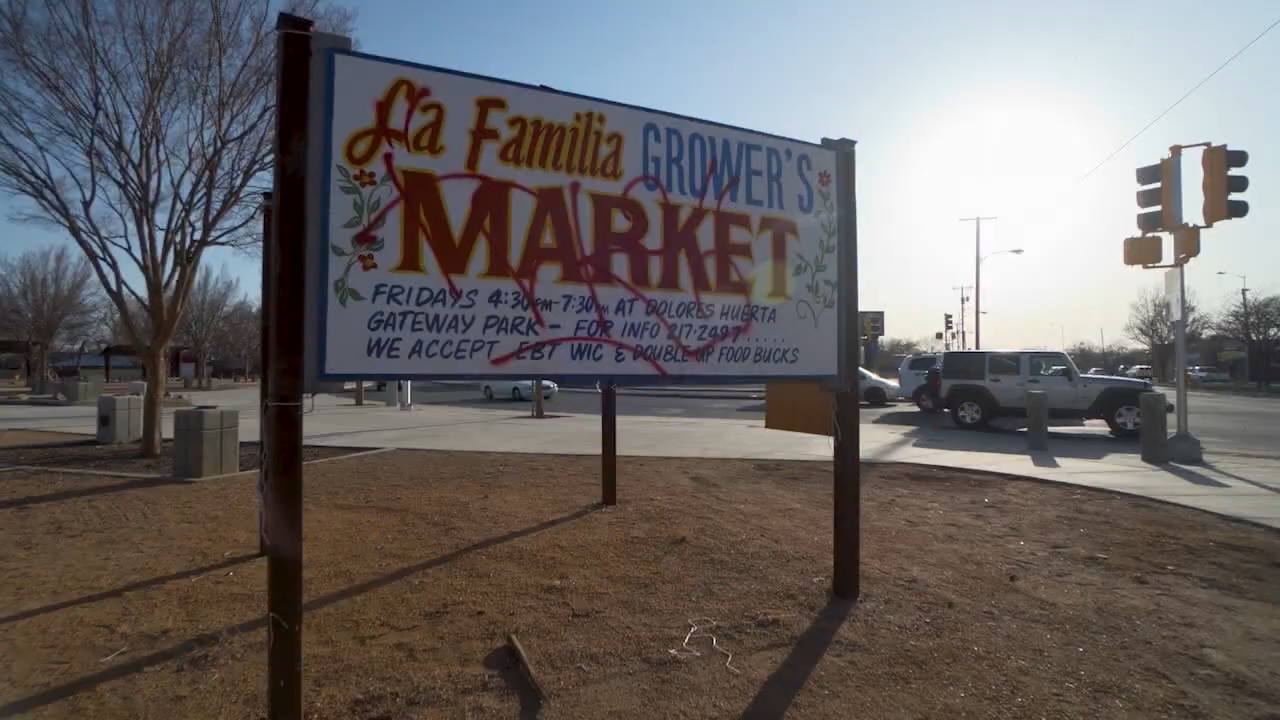 La Familia GROWER'S
MARKET
FRIDAYS 4:30PM-7:30PM AT DOLORES HUERTA
GATEWAY PARK - FOR INFO 217.2497
WE ACCEPT EBT WIC & DOUBLE UP FOOD BUCKS